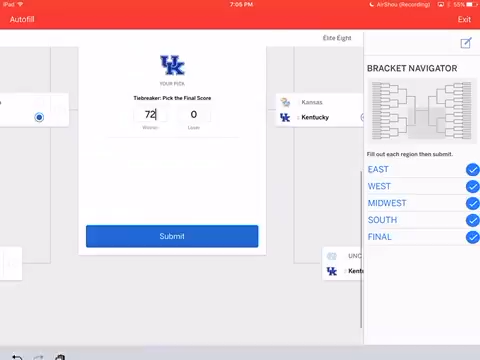 iPad
7:05 PM
AirShou (Recording)
55%
Autofill
Exit
Elite Eight
UK
YOUR PICK
Tiebreaker: Pick the Final Score
72
0
Winner
Loser
Submit
Kansas
Kentucky
UNC
Kent
BRACKET NAVIGATOR
Fill out each region then submit.
EAST
WEST
MIDWEST
SOUTH
FINAL